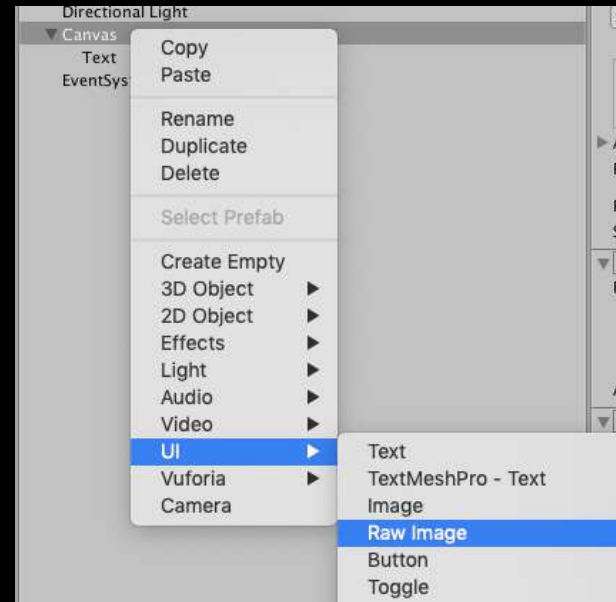 Directional Light
Canvas
Text
EventSys
Copy
Paste
Rename
Duplicate
Delete
Select Prefab
Create Empty
3D Object
2D Object
Effects
Light
Audio
Video
UI
Vuforia
Camera
Text
TextMeshPro - Text
Image
Raw Image
Button
Toggle